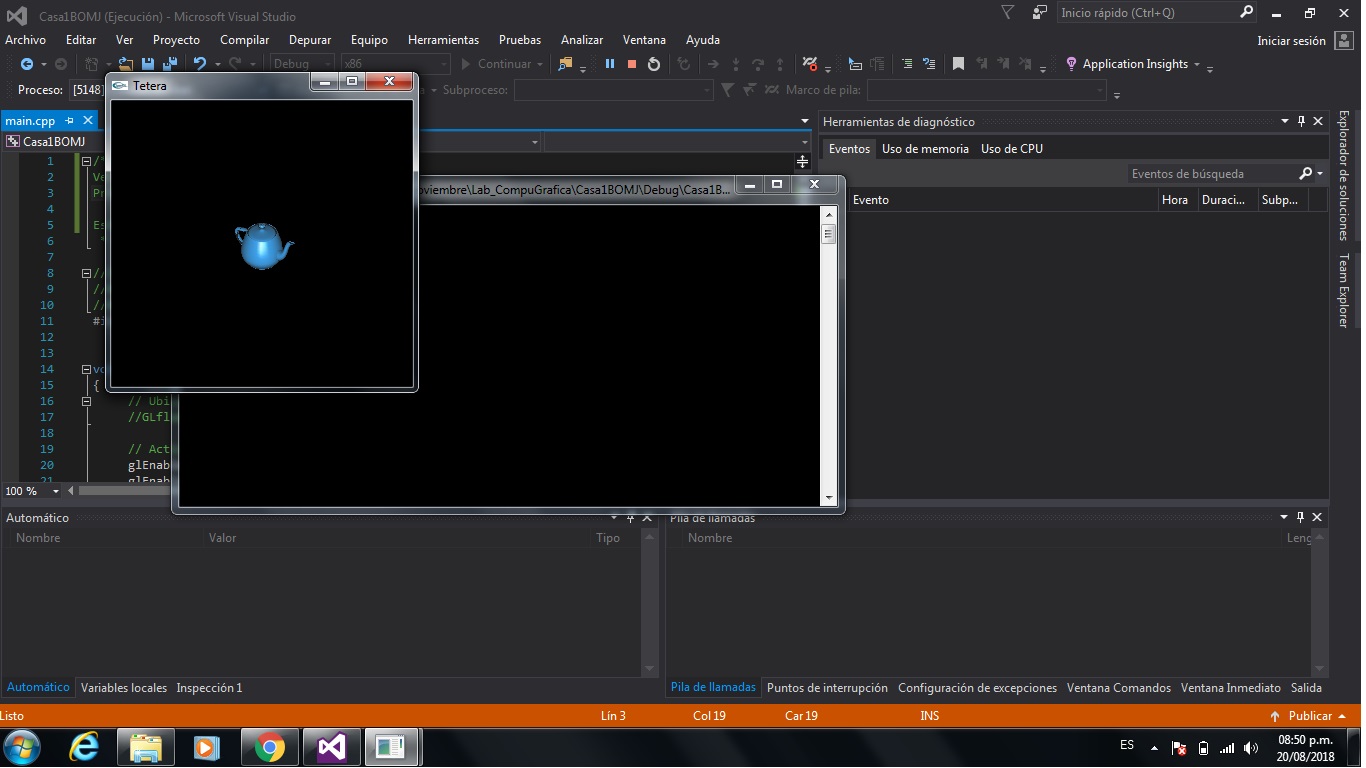 Casa1BOMJ (Ejecución) - Microsoft Visual Studio
Inicio rápido (Ctrl+Q)
Archivo Editar Ver Proyecto Compilar Depurar Equipo Herramientas Pruebas Analizar Ventana Ayuda
Iniciar sesión
Debug x86 Continuar Application Insights
Proceso: [5148] Subproceso: Marco de pila:
Tetera
main.cpp
Casa1BOMJ
Herramientas de diagnóstico
Eventos Uso de memoria Uso de CPU
Eventos de búsqueda
Evento Hora Duraci... Subp...
oviembre\Lab_CompuGrafica\Casa1BOMJ\Debug\Casa1B...
Explorador de soluciones
Team Explorer
1 /*
2 Ve
3 Pr
4
5 Es
6 *
7
8 //
9 //
10 //
11 #i
12
13
14 vo
15 {
16 // Ubi
17 //GLfl
18
19 // Act
20 glEnab
21 glEnab
100 %
Automático
Nombre Valor Tipo
Pila de llamadas
Nombre Leng
Automático Variables locales Inspección 1
Pila de llamadas Puntos de interrupción Configuración de excepciones Ventana Comandos Ventana Inmediato Salida
Listo Lín 3 Col 19 Car 19 INS Publicar
ES
08:50 p.m.
20/08/2018